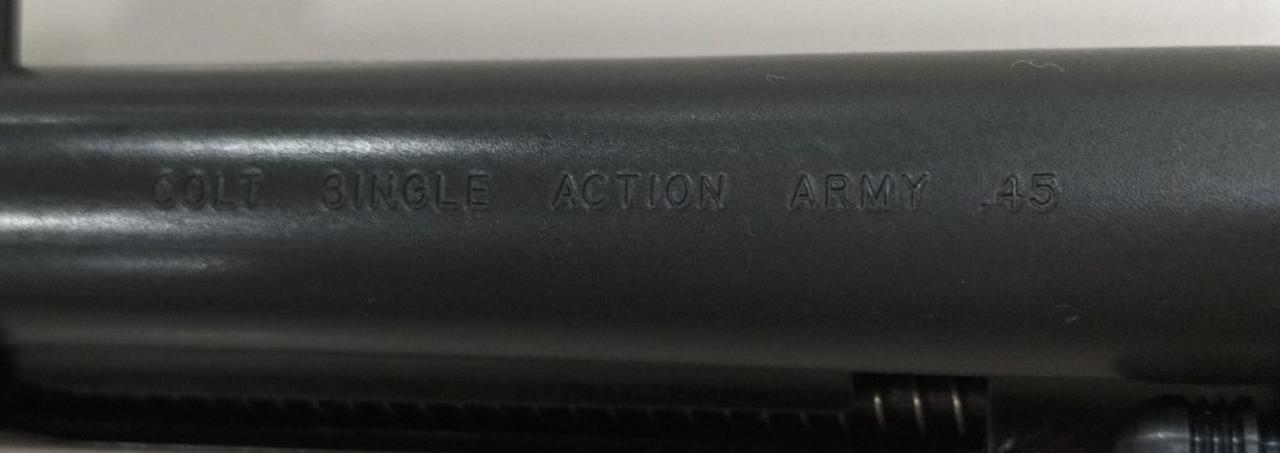 COLT SINGLE ACTION ARMY .45